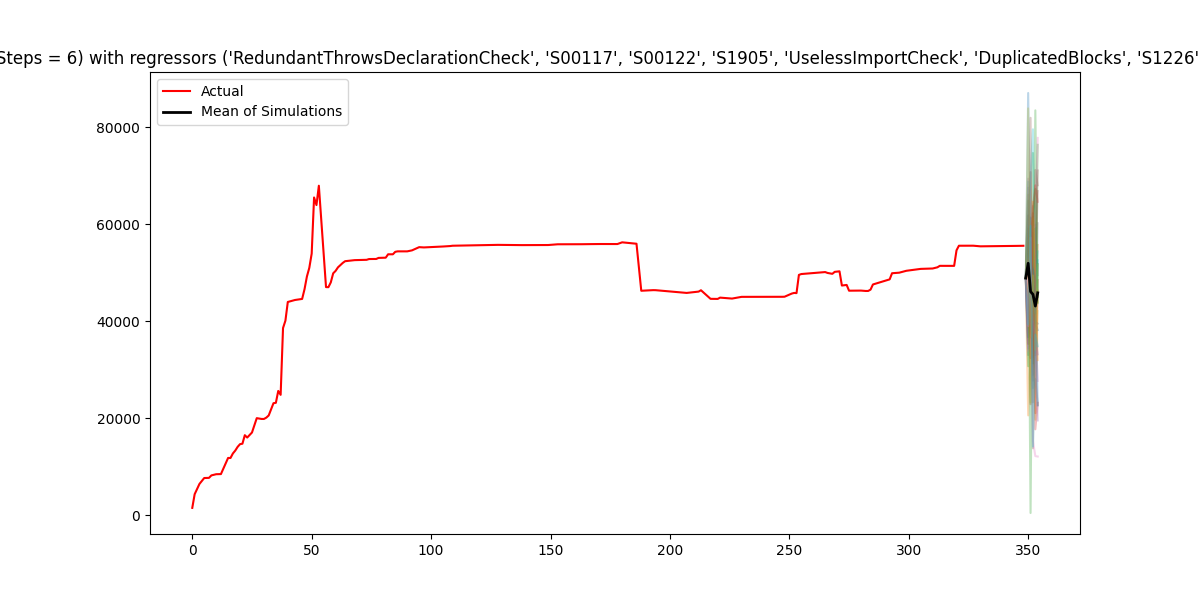 Steps = 6) with regressors ('RedundantThrowsDeclarationCheck', 'S00117', 'S00122', 'S1905', 'UselessImportCheck', 'DuplicatedBlocks', 'S1226'
Actual
Mean of Simulations
80000
60000
40000
20000
0
0 50 100 150 200 250 300 350